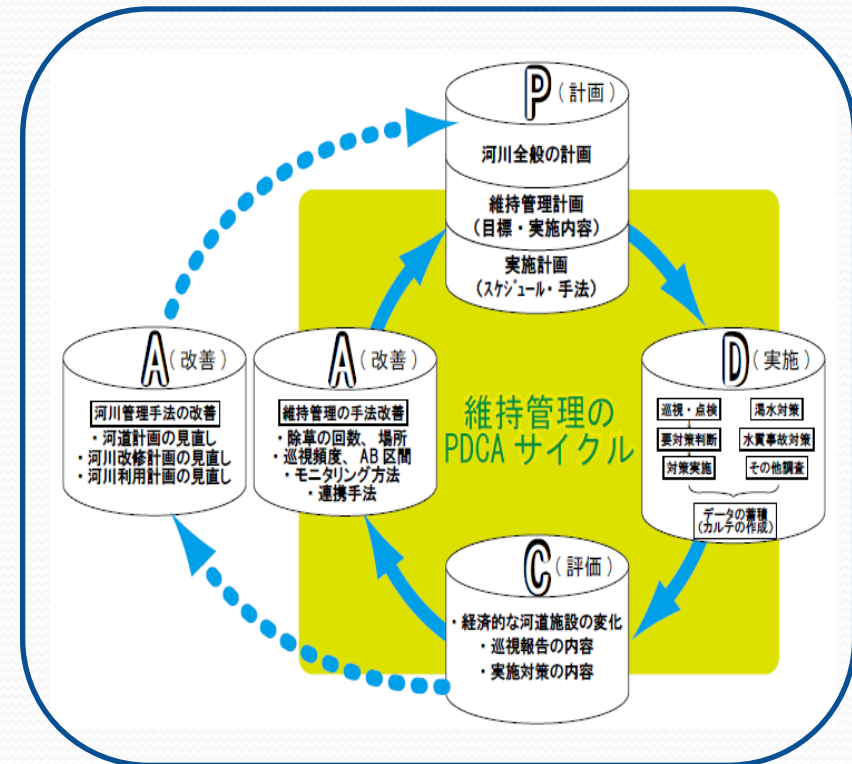 P（計画）
河川全般の計画
維持管理計画
（目標・実施内容）
実施計画
（ｽｹｼﾞｭｰﾙ・手法）
A（改善）
河川管理手法の改善
・河道計画の見直し
・河川改修計画の見直し
・河川利用計画の見直し
A（改善）
維持管理の手法改善
・除草の回数、場所
・巡視頻度、AB区間
・モニタリング方法
・連携手法
維持管理の
PDCAサイクル
D（実施）
巡視・点検
要対策判断
対策実施
渇水対策
水質事故対策
その他調査
データの蓄積
（カルテの作成）
C（評価）
・経済的な河道施設の変化
・巡視報告の内容
・実施対策の内容